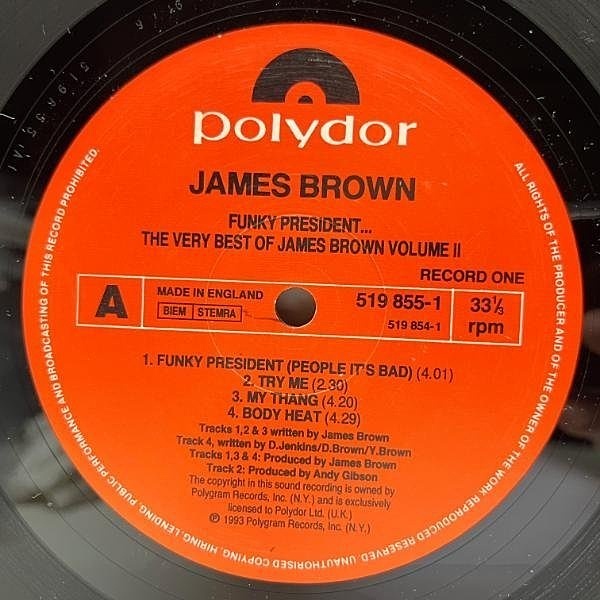 polydor
JAMES BROWN
FUNKY PRESIDENT...
THE VERY BEST OF JAMES BROWN VOLUME II
RECORD ONE
A
MADE IN ENGLAND
BIEM STEMRA
519 855-1
519 854-1
33⅓
rpm
1. FUNKY PRESIDENT (PEOPLE IT'S BAD) (4.01)
2. TRY ME (2.30)
3. MY THANG (4.20)
4. BODY HEAT (4.29)
Tracks 1,2 & 3 written by James Brown
Track 4, written by D.Jenkins/D.Brown/Y.Brown
Tracks 1,3 & 4: Produced by James Brown
Track 2: Produced by Andy Gibson
The copyright in this sound recording is owned by
Polygram Records, Inc. (N.Y.) and is exclusively
licensed to Polydor Ltd. (U.K.)
℗ 1993 Polygram Records, Inc. (N.Y.)
ALL RIGHTS OF THE PRODUCER AND OF THE OWNER OF THE WORK REPRODUCED RESERVED. UNAUTHORISED COPYING, HIRING, LENDING, PUBLIC PERFORMANCE AND BROADCASTING OF THIS RECORD PROHIBITED.